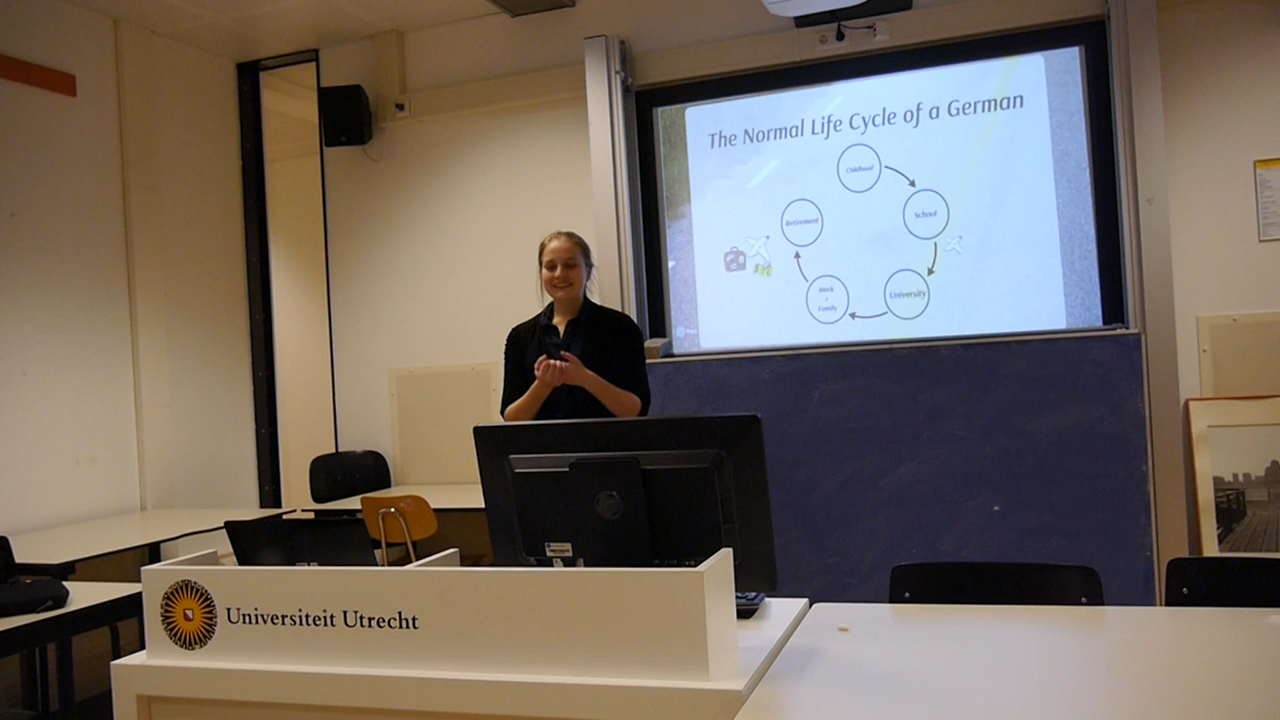 The Normal Life Cycle of a German
Childhood
School
University
Work
+
Family
Retirement
Universiteit Utrecht